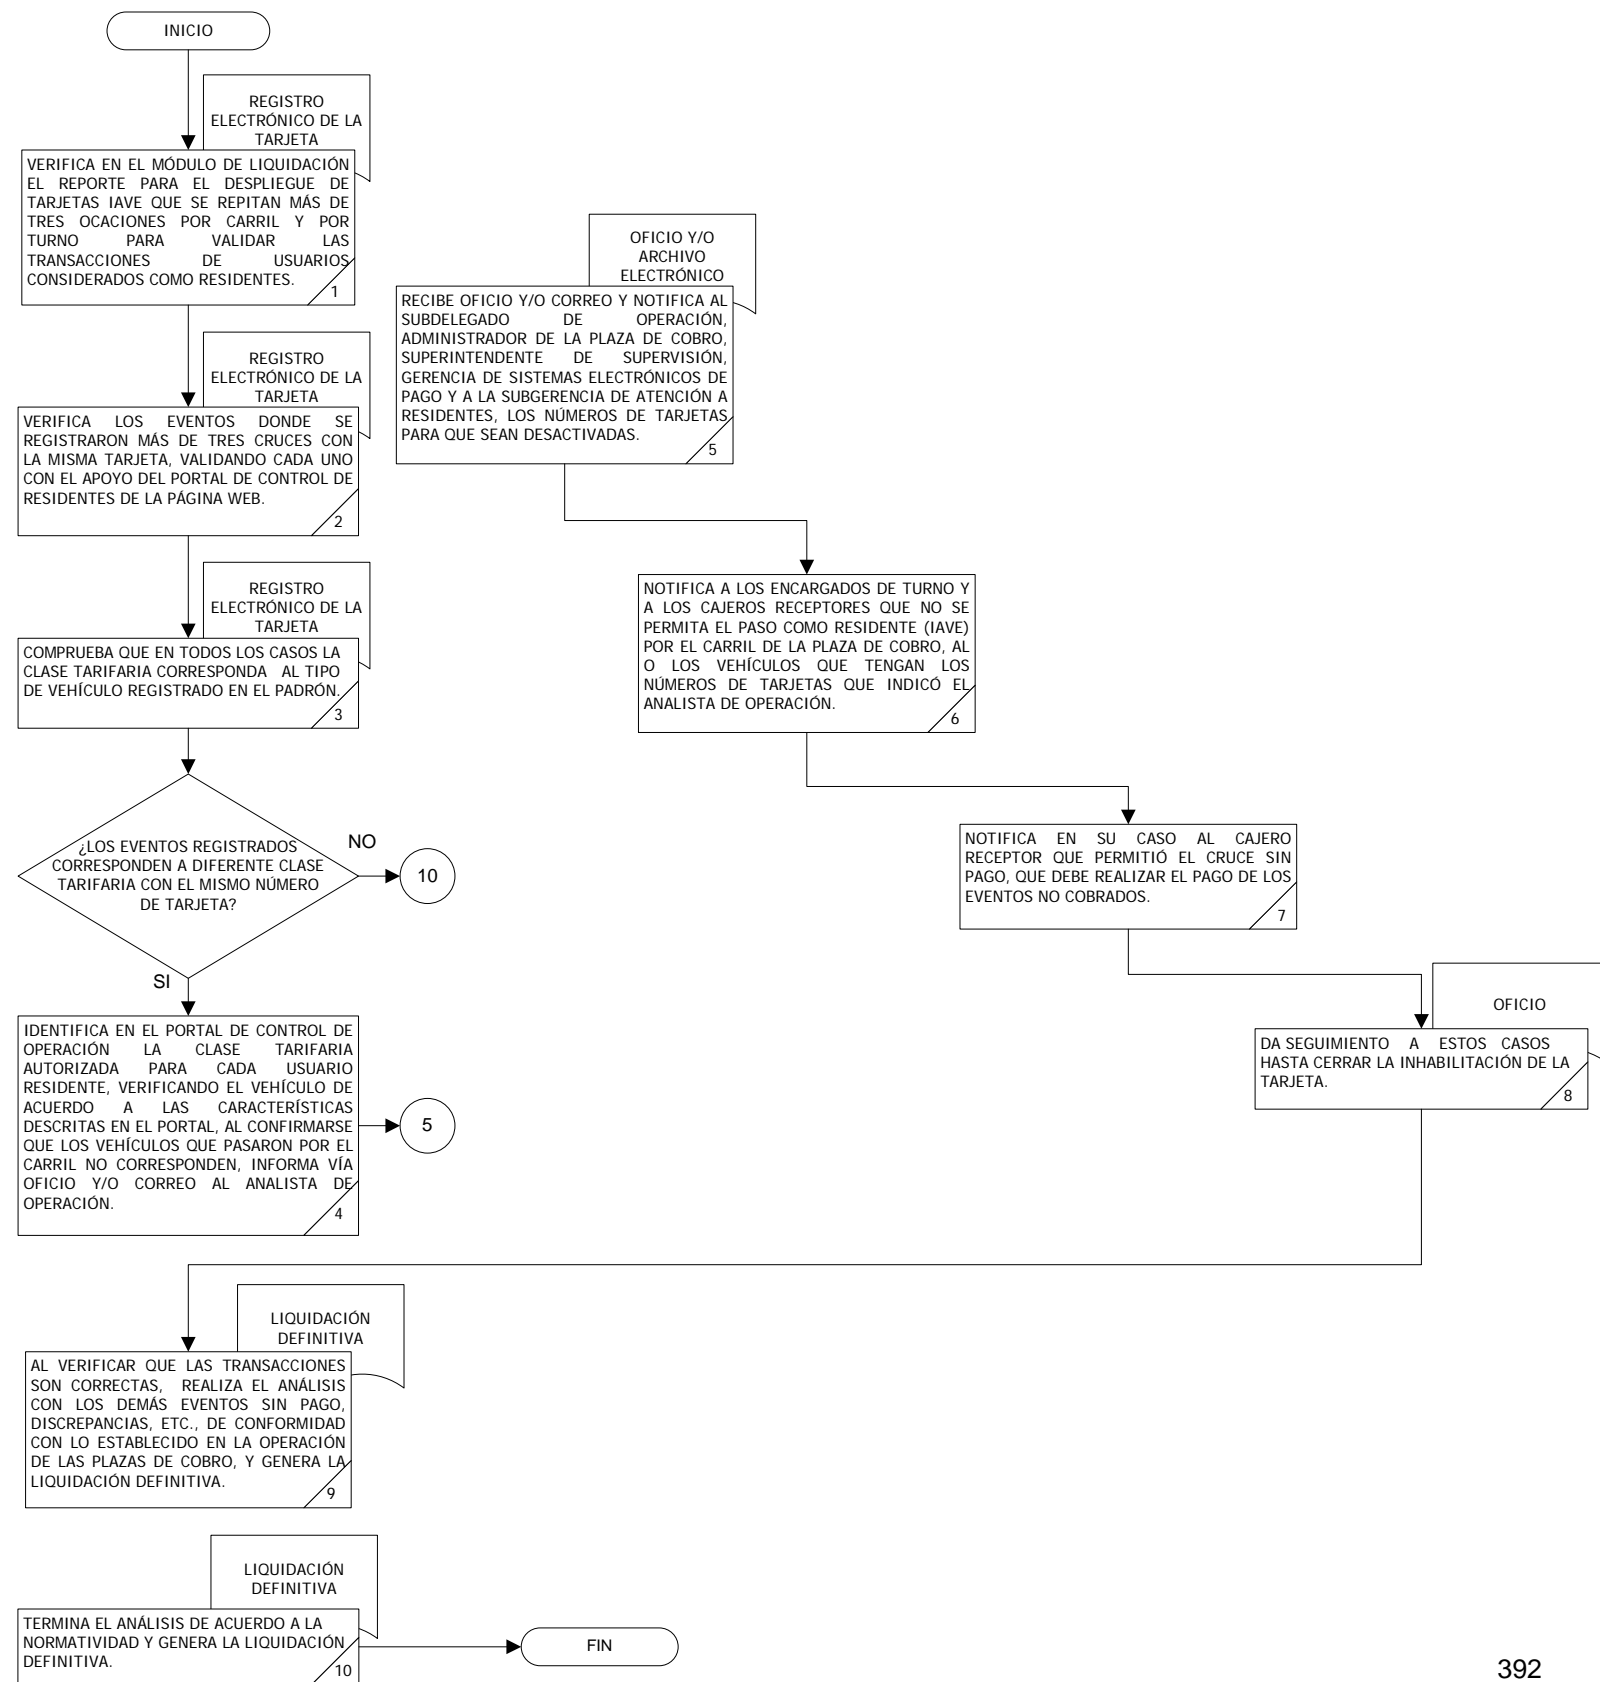 INICIO
REGISTRO
ELECTRÓNICO DE LA
TARJETA
VERIFICA EN EL MÓDULO DE LIQUIDACIÓN
EL REPORTE PARA EL DESPLIEGUE DE
TARJETAS IAVE QUE SE REPITAN MÁS DE
TRES OCACIONES POR CARRIL Y POR
TURNO PARA VALIDAR LAS
TRANSACCIONES DE USUARIOS
CONSIDERADOS COMO RESIDENTES.
1
REGISTRO
ELECTRÓNICO DE LA
TARJETA
VERIFICA LOS EVENTOS DONDE SE
REGISTRARON MÁS DE TRES CRUCES CON
LA MISMA TARJETA, VALIDANDO CADA UNO
CON EL APOYO DEL PORTAL DE CONTROL DE
RESIDENTES DE LA PÁGINA WEB.
2
REGISTRO
ELECTRÓNICO DE LA
TARJETA
COMPRUEBA QUE EN TODOS LOS CASOS LA
CLASE TARIFARIA CORRESPONDA AL TIPO
DE VEHÍCULO REGISTRADO EN EL PADRÓN.
3
¿LOS EVENTOS REGISTRADOS
CORRESPONDEN A DIFERENTE CLASE
TARIFARIA CON EL MISMO NÚMERO
DE TARJETA?
NO
10
SI
IDENTIFICA EN EL PORTAL DE CONTROL DE
OPERACIÓN LA CLASE TARIFARIA
AUTORIZADA PARA CADA USUARIO
RESIDENTE, VERIFICANDO EL VEHÍCULO DE
ACUERDO A LAS CARACTERÍSTICAS
DESCRITAS EN EL PORTAL, AL CONFIRMARSE
QUE LOS VEHÍCULOS QUE PASARON POR EL
CARRIL NO CORRESPONDEN, INFORMA VÍA
OFICIO Y/O CORREO AL ANALISTA DE
OPERACIÓN.
4
5
OFICIO Y/O
ARCHIVO
ELECTRÓNICO
RECIBE OFICIO Y/O CORREO Y NOTIFICA AL
SUBDELEGADO DE OPERACIÓN,
ADMINISTRADOR DE LA PLAZA DE COBRO,
SUPERINTENDENTE DE SUPERVISIÓN,
GERENCIA DE SISTEMAS ELECTRÓNICOS DE
PAGO Y A LA SUBGERENCIA DE ATENCIÓN A
RESIDENTES, LOS NÚMEROS DE TARJETAS
PARA QUE SEAN DESACTIVADAS.
5
NOTIFICA A LOS ENCARGADOS DE TURNO Y
A LOS CAJEROS RECEPTORES QUE NO SE
PERMITA EL PASO COMO RESIDENTE (IAVE)
POR EL CARRIL DE LA PLAZA DE COBRO, AL
O LOS VEHÍCULOS QUE TENGAN LOS
NÚMEROS DE TARJETAS QUE INDICÓ EL
ANALISTA DE OPERACIÓN.
6
NOTIFICA EN SU CASO AL CAJERO
RECEPTOR QUE PERMITIÓ EL CRUCE SIN
PAGO, QUE DEBE REALIZAR EL PAGO DE LOS
EVENTOS NO COBRADOS.
7
OFICIO
DA SEGUIMIENTO A ESTOS CASOS
HASTA CERRAR LA INHABILITACIÓN DE LA
TARJETA.
8
LIQUIDACIÓN
DEFINITIVA
AL VERIFICAR QUE LAS TRANSACCIONES
SON CORRECTAS, REALIZA EL ANÁLISIS
CON LOS DEMÁS EVENTOS SIN PAGO,
DISCREPANCIAS, ETC., DE CONFORMIDAD
CON LO ESTABLECIDO EN LA OPERACIÓN
DE LAS PLAZAS DE COBRO, Y GENERA LA
LIQUIDACIÓN DEFINITIVA.
9
LIQUIDACIÓN
DEFINITIVA
TERMINA EL ANÁLISIS DE ACUERDO A LA
NORMATIVIDAD Y GENERA LA LIQUIDACIÓN
DEFINITIVA.
10
FIN
392